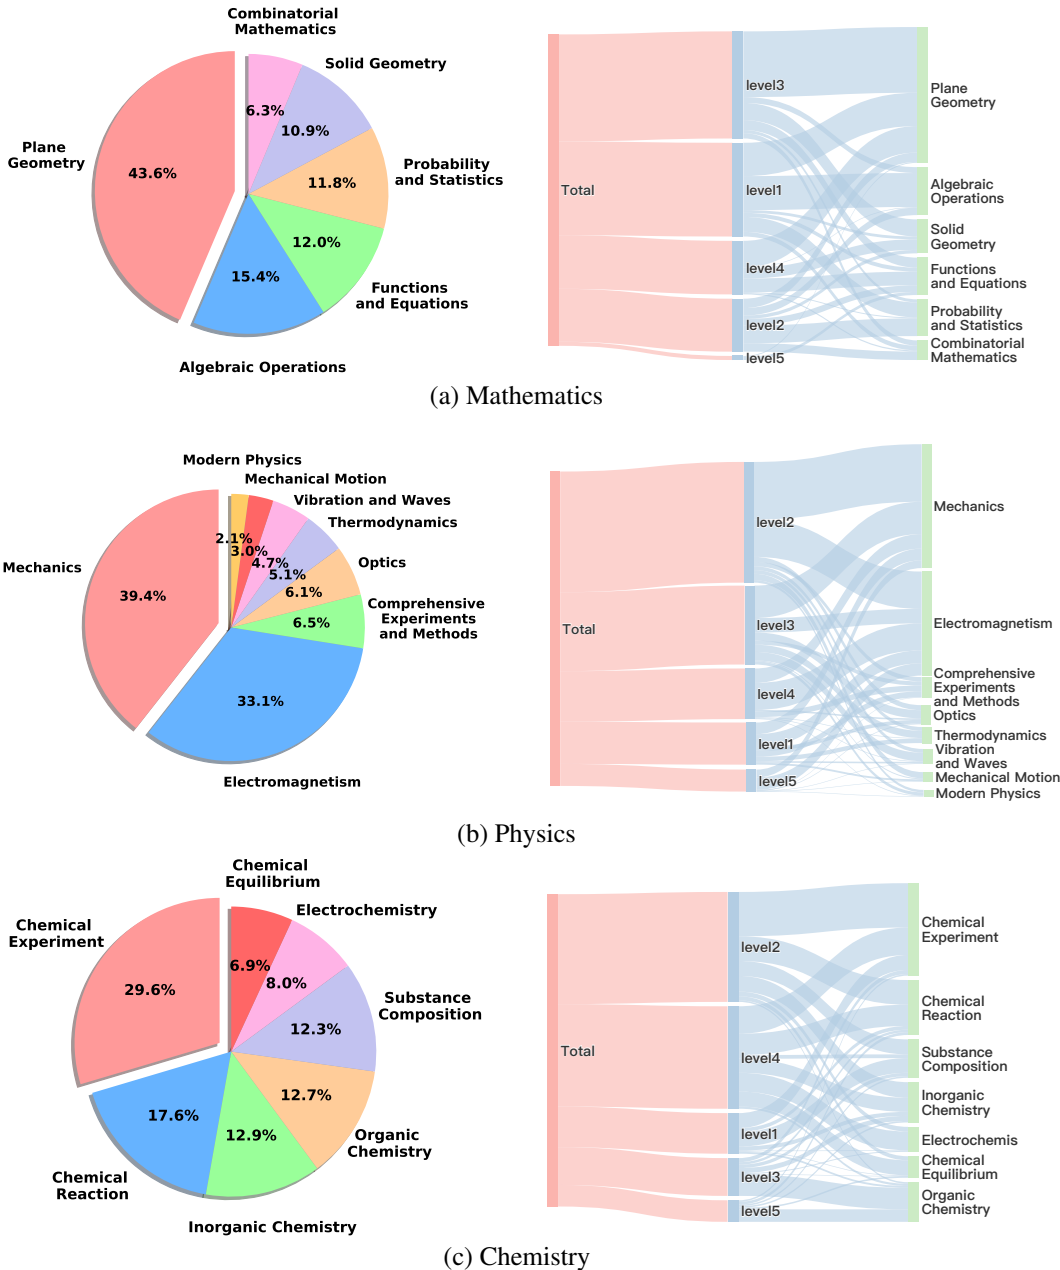 Combinatorial
Mathematics
Solid Geometry
Plane
Geometry
Probability
and Statistics
Functions
and Equations
Algebraic Operations
6.3%
10.9%
11.8%
12.0%
15.4%
43.6%
Total
level3
level1
level4
level2
level5
Plane
Geometry
Algebraic
Operations
Solid
Geometry
Functions
and Equations
Probability
and Statistics
Combinatorial
Mathematics
(a) Mathematics
Modern Physics
Mechanical Motion
Vibration and Waves
Thermodynamics
Optics
Mechanics
Comprehensive
Experiments
and Methods
Electromagnetism
2.1%
3.0%
4.7%
5.1%
6.1%
6.5%
33.1%
39.4%
Total
level2
level3
level4
level1
level5
Mechanics
Electromagnetism
Comprehensive
Experiments
and Methods
Optics
Thermodynamics
Vibration
and Waves
Mechanical Motion
Modern Physics
(b) Physics
Chemical
Equilibrium
Electrochemistry
Chemical
Experiment
Substance
Composition
Organic
Chemistry
Chemical
Reaction
Inorganic Chemistry
6.9%
8.0%
12.3%
12.7%
12.9%
17.6%
29.6%
Total
level2
level4
level1
level3
level5
Chemical
Experiment
Chemical
Reaction
Substance
Composition
Inorganic
Chemistry
Electrochemis
Chemical
Equilibrium
Organic
Chemistry
(c) Chemistry